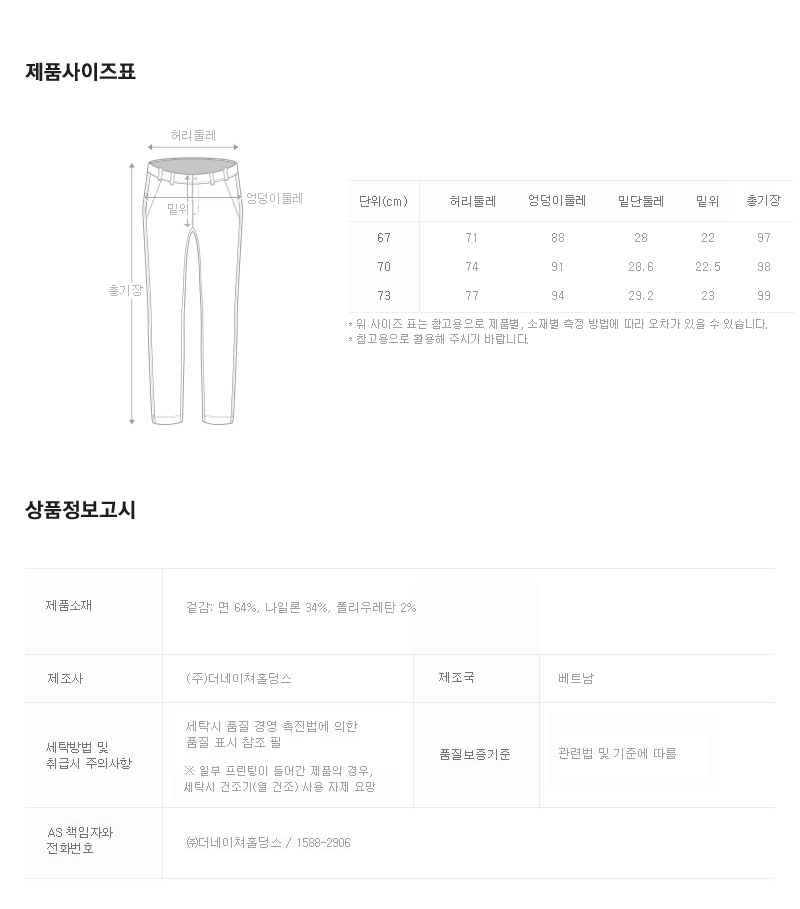 제품사이즈표
허리둘레
엉덩이둘레
밑위
총기장
단위(cm) 허리둘레 엉덩이둘레 밑단둘레 밑위 총기장
67 71 88 28 22 97
70 74 91 28.6 22.5 98
73 77 94 29.2 23 99
* 위 사이즈 표는 참고용으로 제품별, 소재별 측정 방법에 따라 오차가 있을 수 있습니다.
* 참고용으로 활용해 주시기 바랍니다.
상품정보고시
제품소재 겉감: 면 64%, 나일론 34%, 폴리우레탄 2%
제조사 (주)더네이쳐홀딩스 제조국 베트남
세탁방법 및
취급시 주의사항
세탁시 품질 경영 촉진법에 의한
품질 표시 참조 필
※ 일부 프린팅이 들어간 제품의 경우,
세탁시 건조기(열 건조) 사용 자제 요망
품질보증기준 관련법 및 기준에 따름
AS 책임자와
전화번호
㈜더네이쳐홀딩스 / 1588-2906